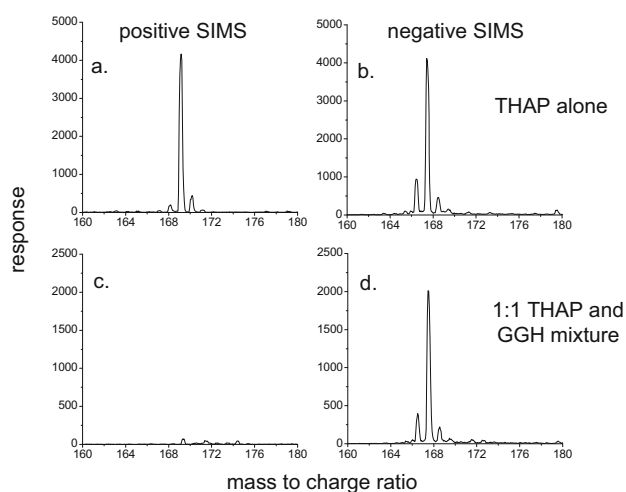 positive SIMS
negative SIMS
a.
5000
4000
3000
2000
1000
0
160 164 168 172 176 180
b.
5000
4000
3000
2000
1000
0
160 164 168 172 176 180
THAP alone
response
c.
2500
2000
1500
1000
500
0
160 164 168 172 176 180
d.
2500
2000
1500
1000
500
0
160 164 168 172 176 180
1:1 THAP and
GGH mixture
mass to charge ratio